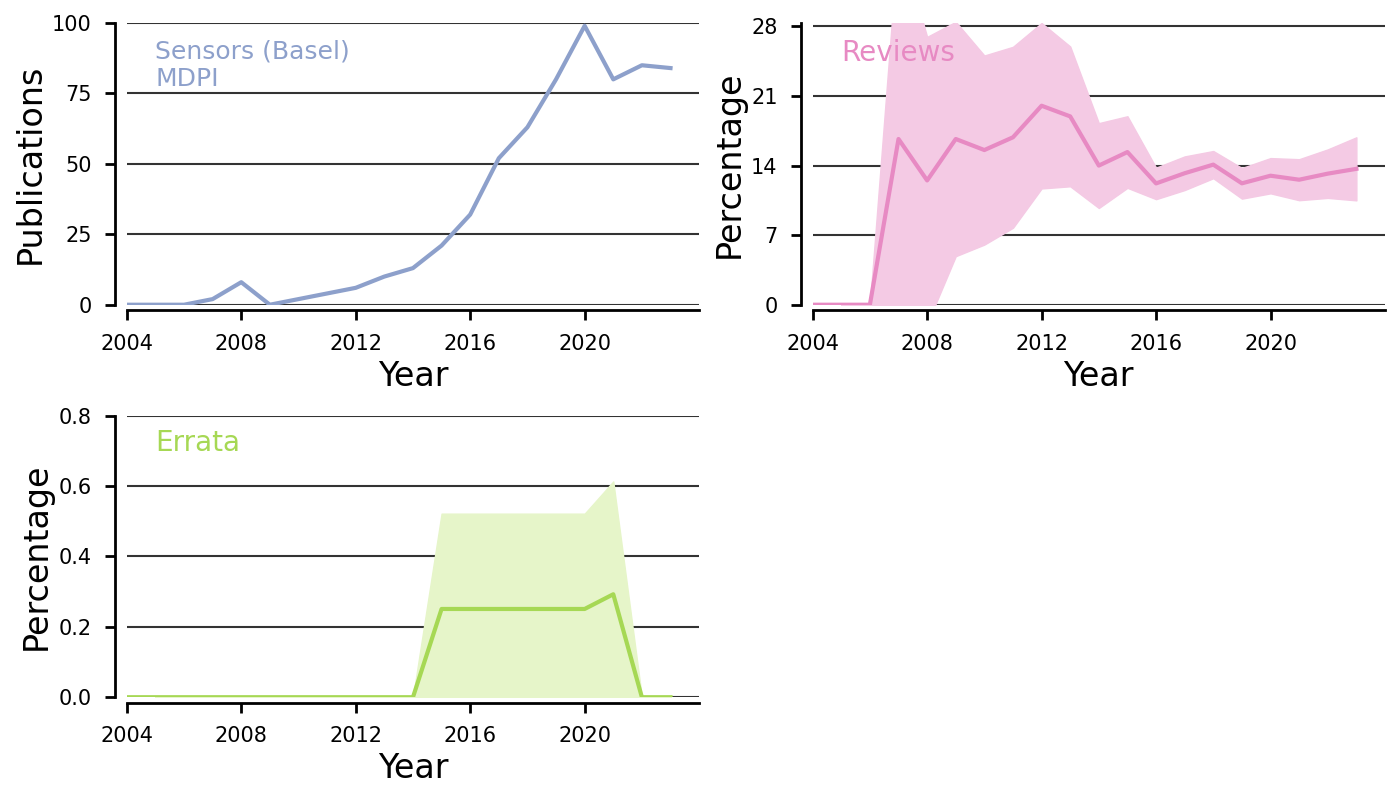 Publications
100
75
50
25
0
Sensors (Basel)
MDPI
2004 2008 2012 2016 2020
Year
Percentage
28
21
14
7
0
Reviews
2004 2008 2012 2016 2020
Year
Percentage
0.8
0.6
0.4
0.2
0.0
Errata
2004 2008 2012 2016 2020
Year